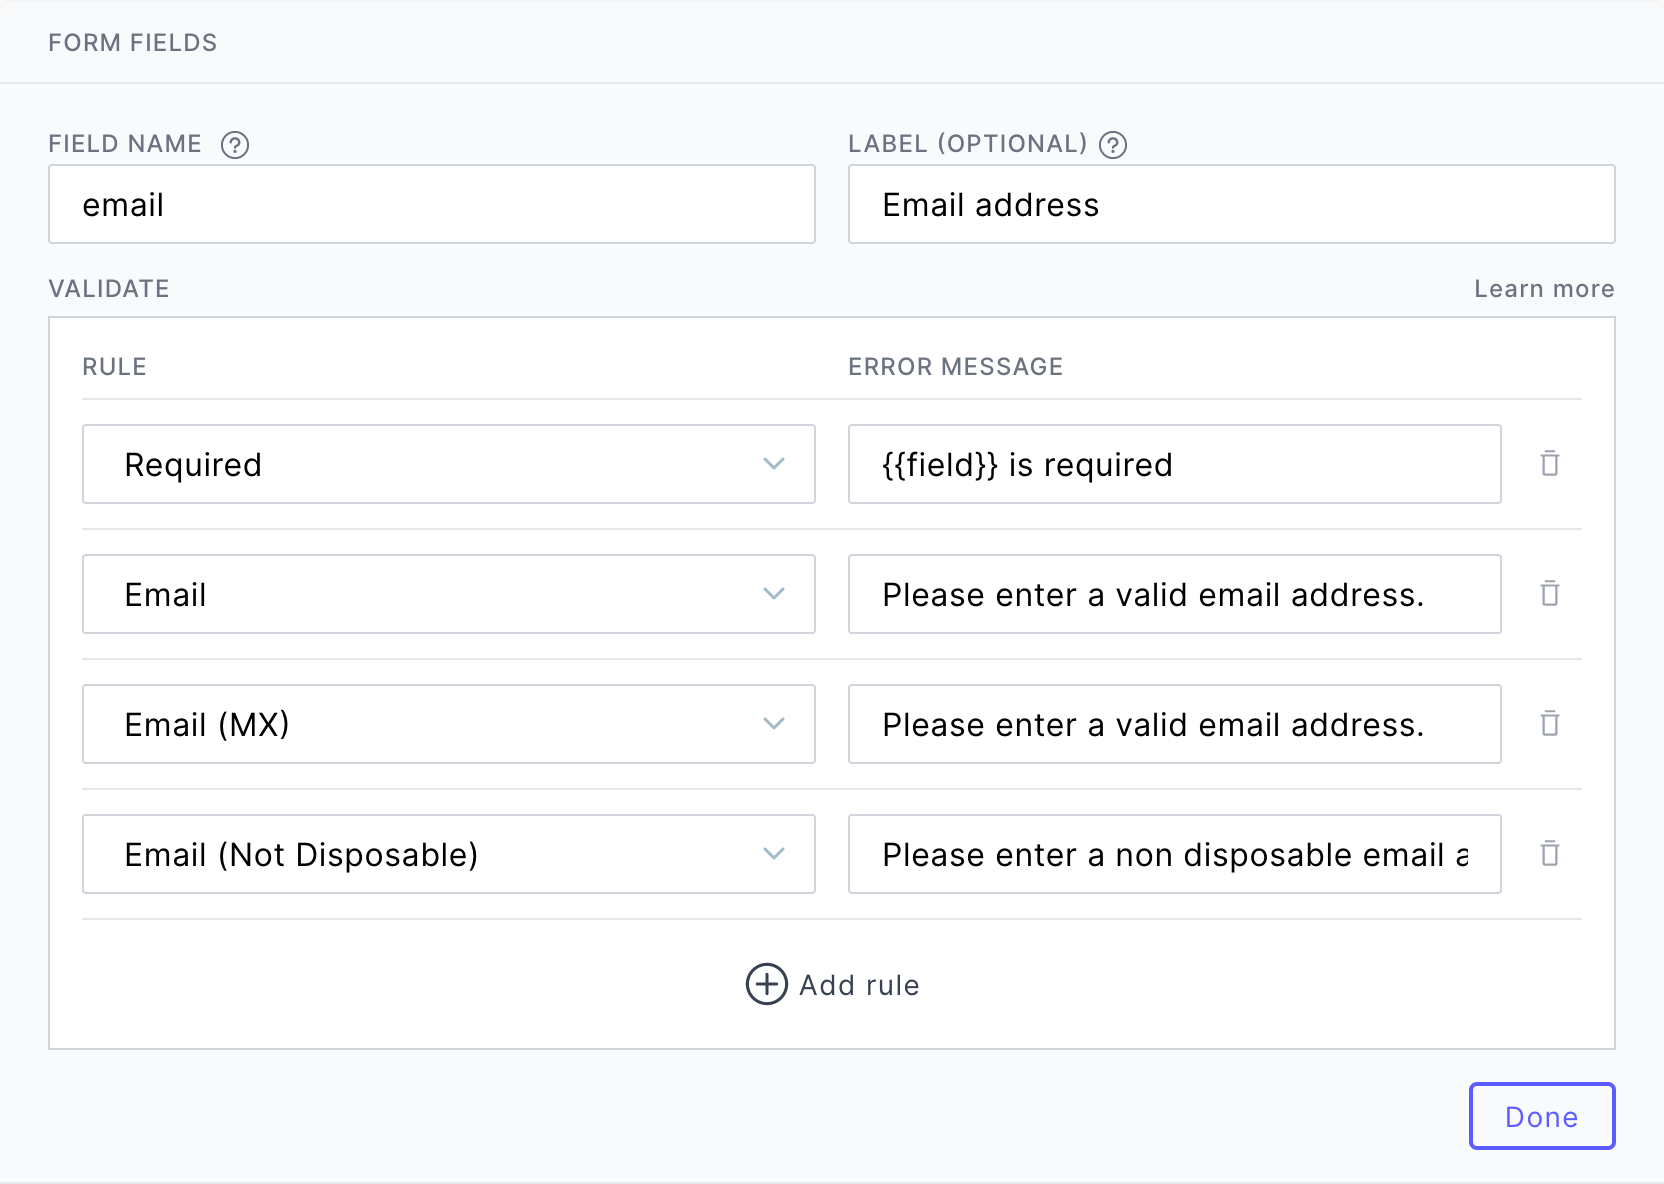 FORM FIELDS
FIELD NAME ?
LABEL (OPTIONAL) ?
email
Email address
VALIDATE
Learn more
RULE
ERROR MESSAGE
Required
{{field}} is required
Email
Please enter a valid email address.
Email (MX)
Please enter a valid email address.
Email (Not Disposable)
Please enter a non disposable email
Add rule
Done